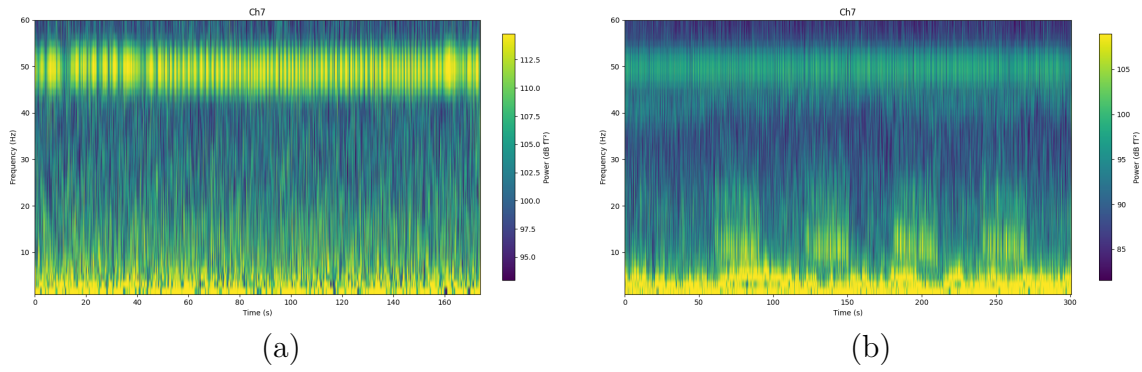 Ch7
60
50
40
30
20
10
Frequency (Hz)
0 20 40 60 80 100 120 140 160
Time (s)
112.5
110.0
107.5
105.0
102.5
100.0
97.5
95.0
Power (dB fT²)
(a)
Ch7
60
50
40
30
20
10
Frequency (Hz)
0 50 100 150 200 250 300
Time (s)
105
100
95
90
85
Power (dB fT²)
(b)